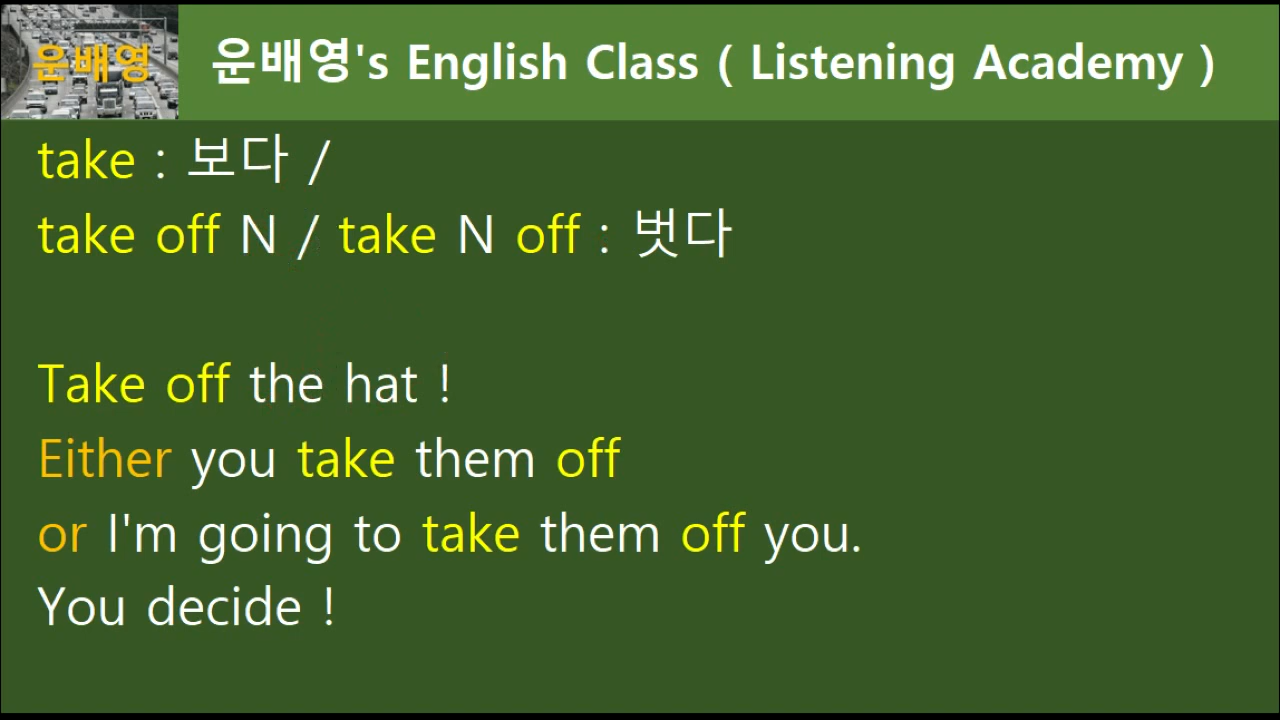 운배영
운배영's English Class ( Listening Academy )
take : 보다 /
take off N / take N off : 벗다
Take off the hat !
Either you take them off
or I'm going to take them off you.
You decide !